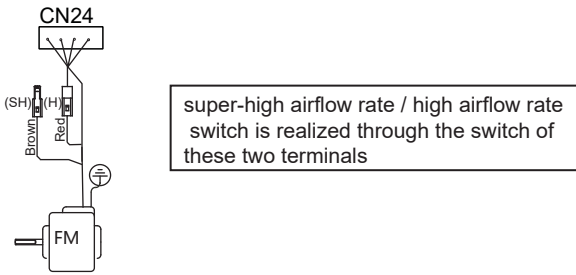 CN24
(SH)
(H)
Brown
Red
super-high airflow rate / high airflow rate
switch is realized through the switch of
these two terminals
FM